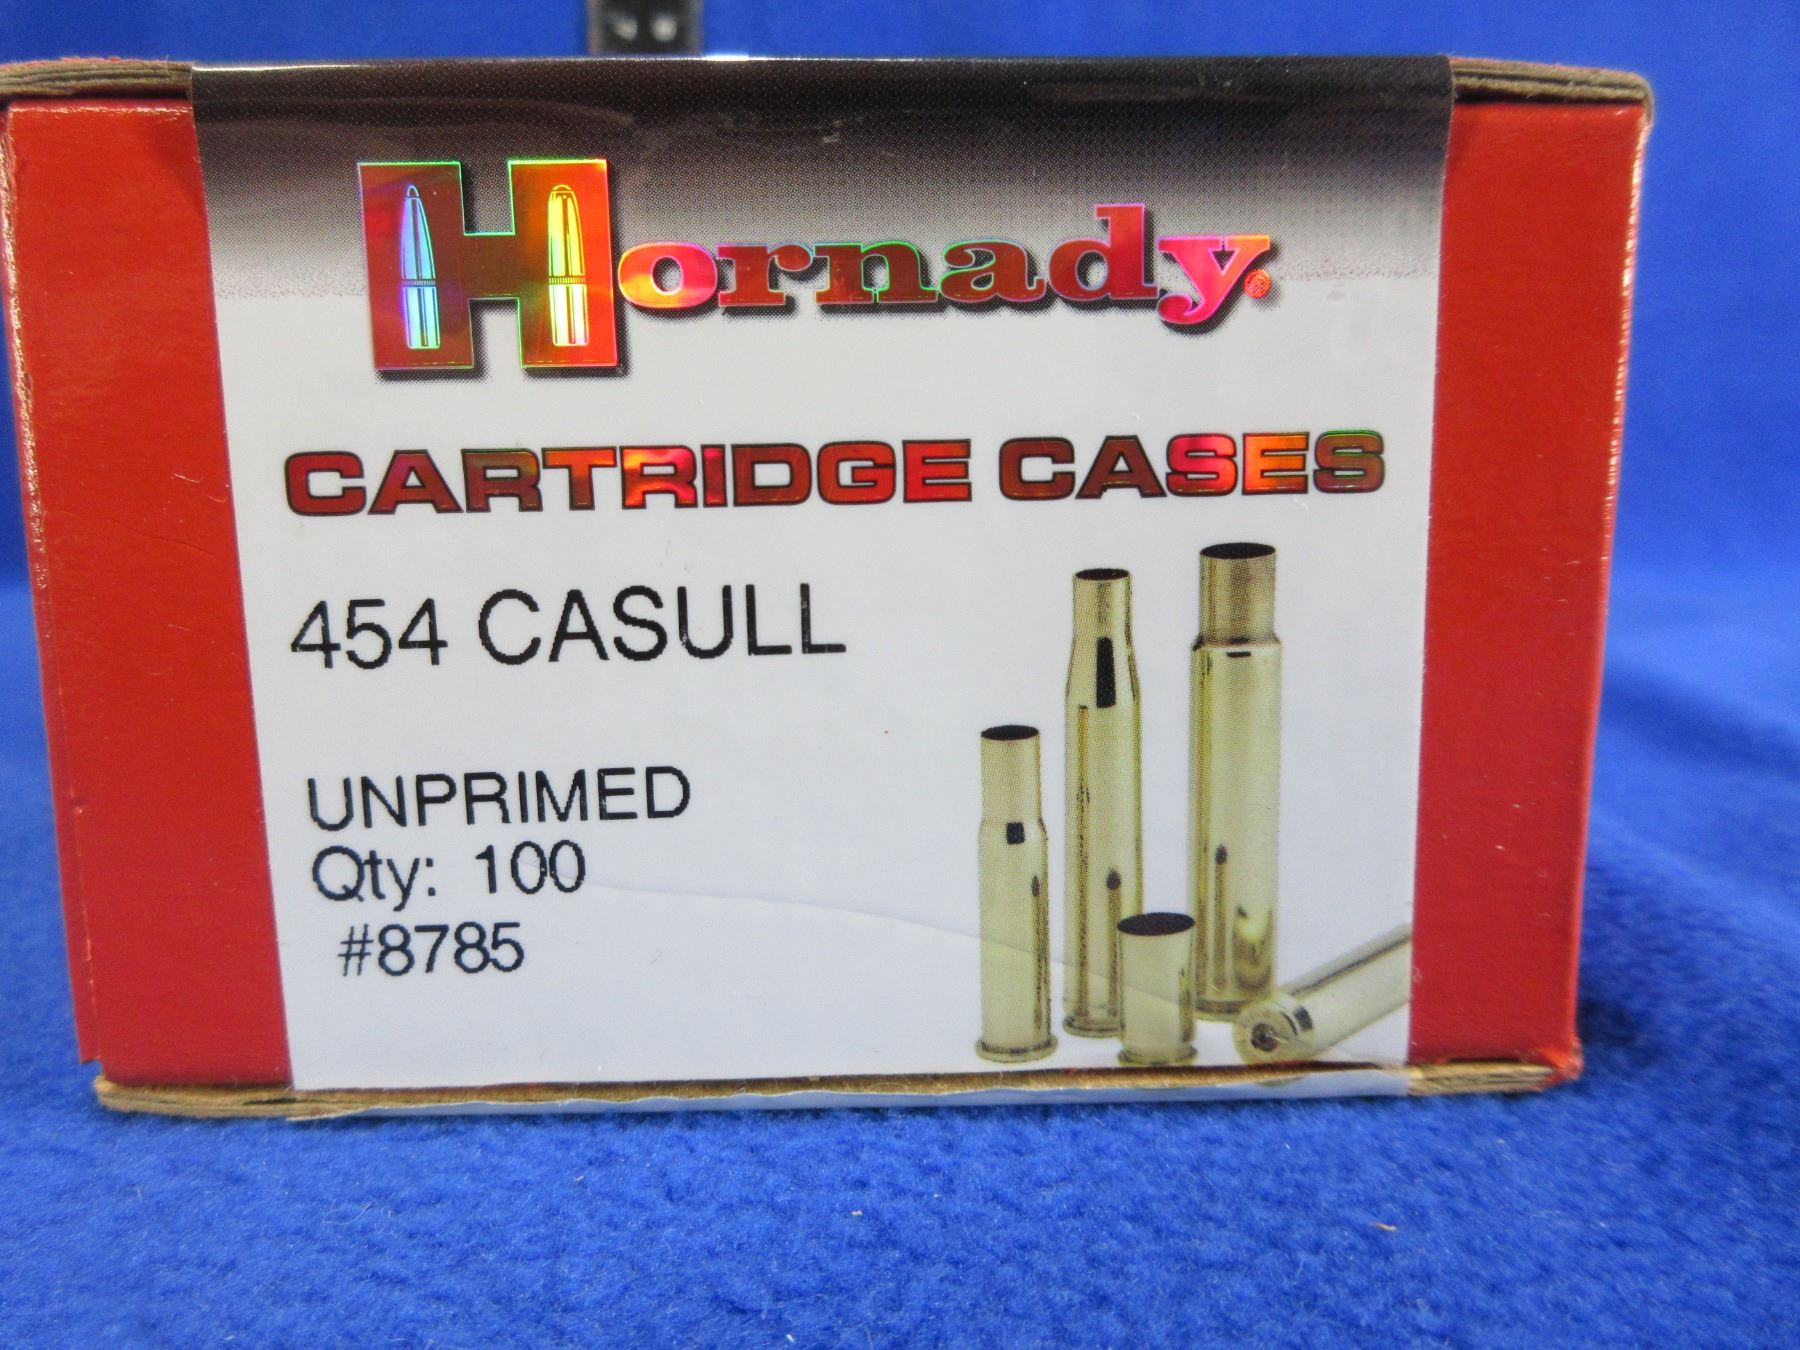 Hornady®
CARTRIDGE CASES
454 CASULL
UNPRIMED
Qty: 100
#8785